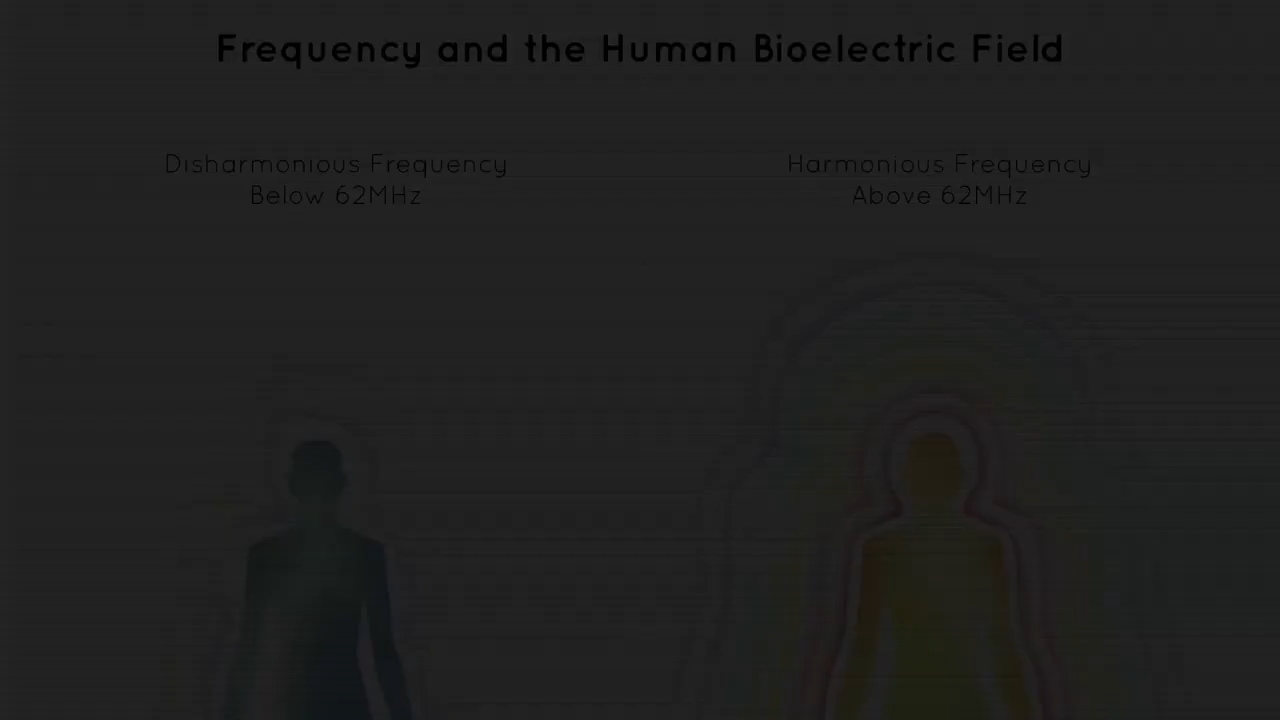 Frequency and the Human Bioelectric Field
Disharmonious Frequency
Below 62MHz
Harmonious Frequency
Above 62MHz